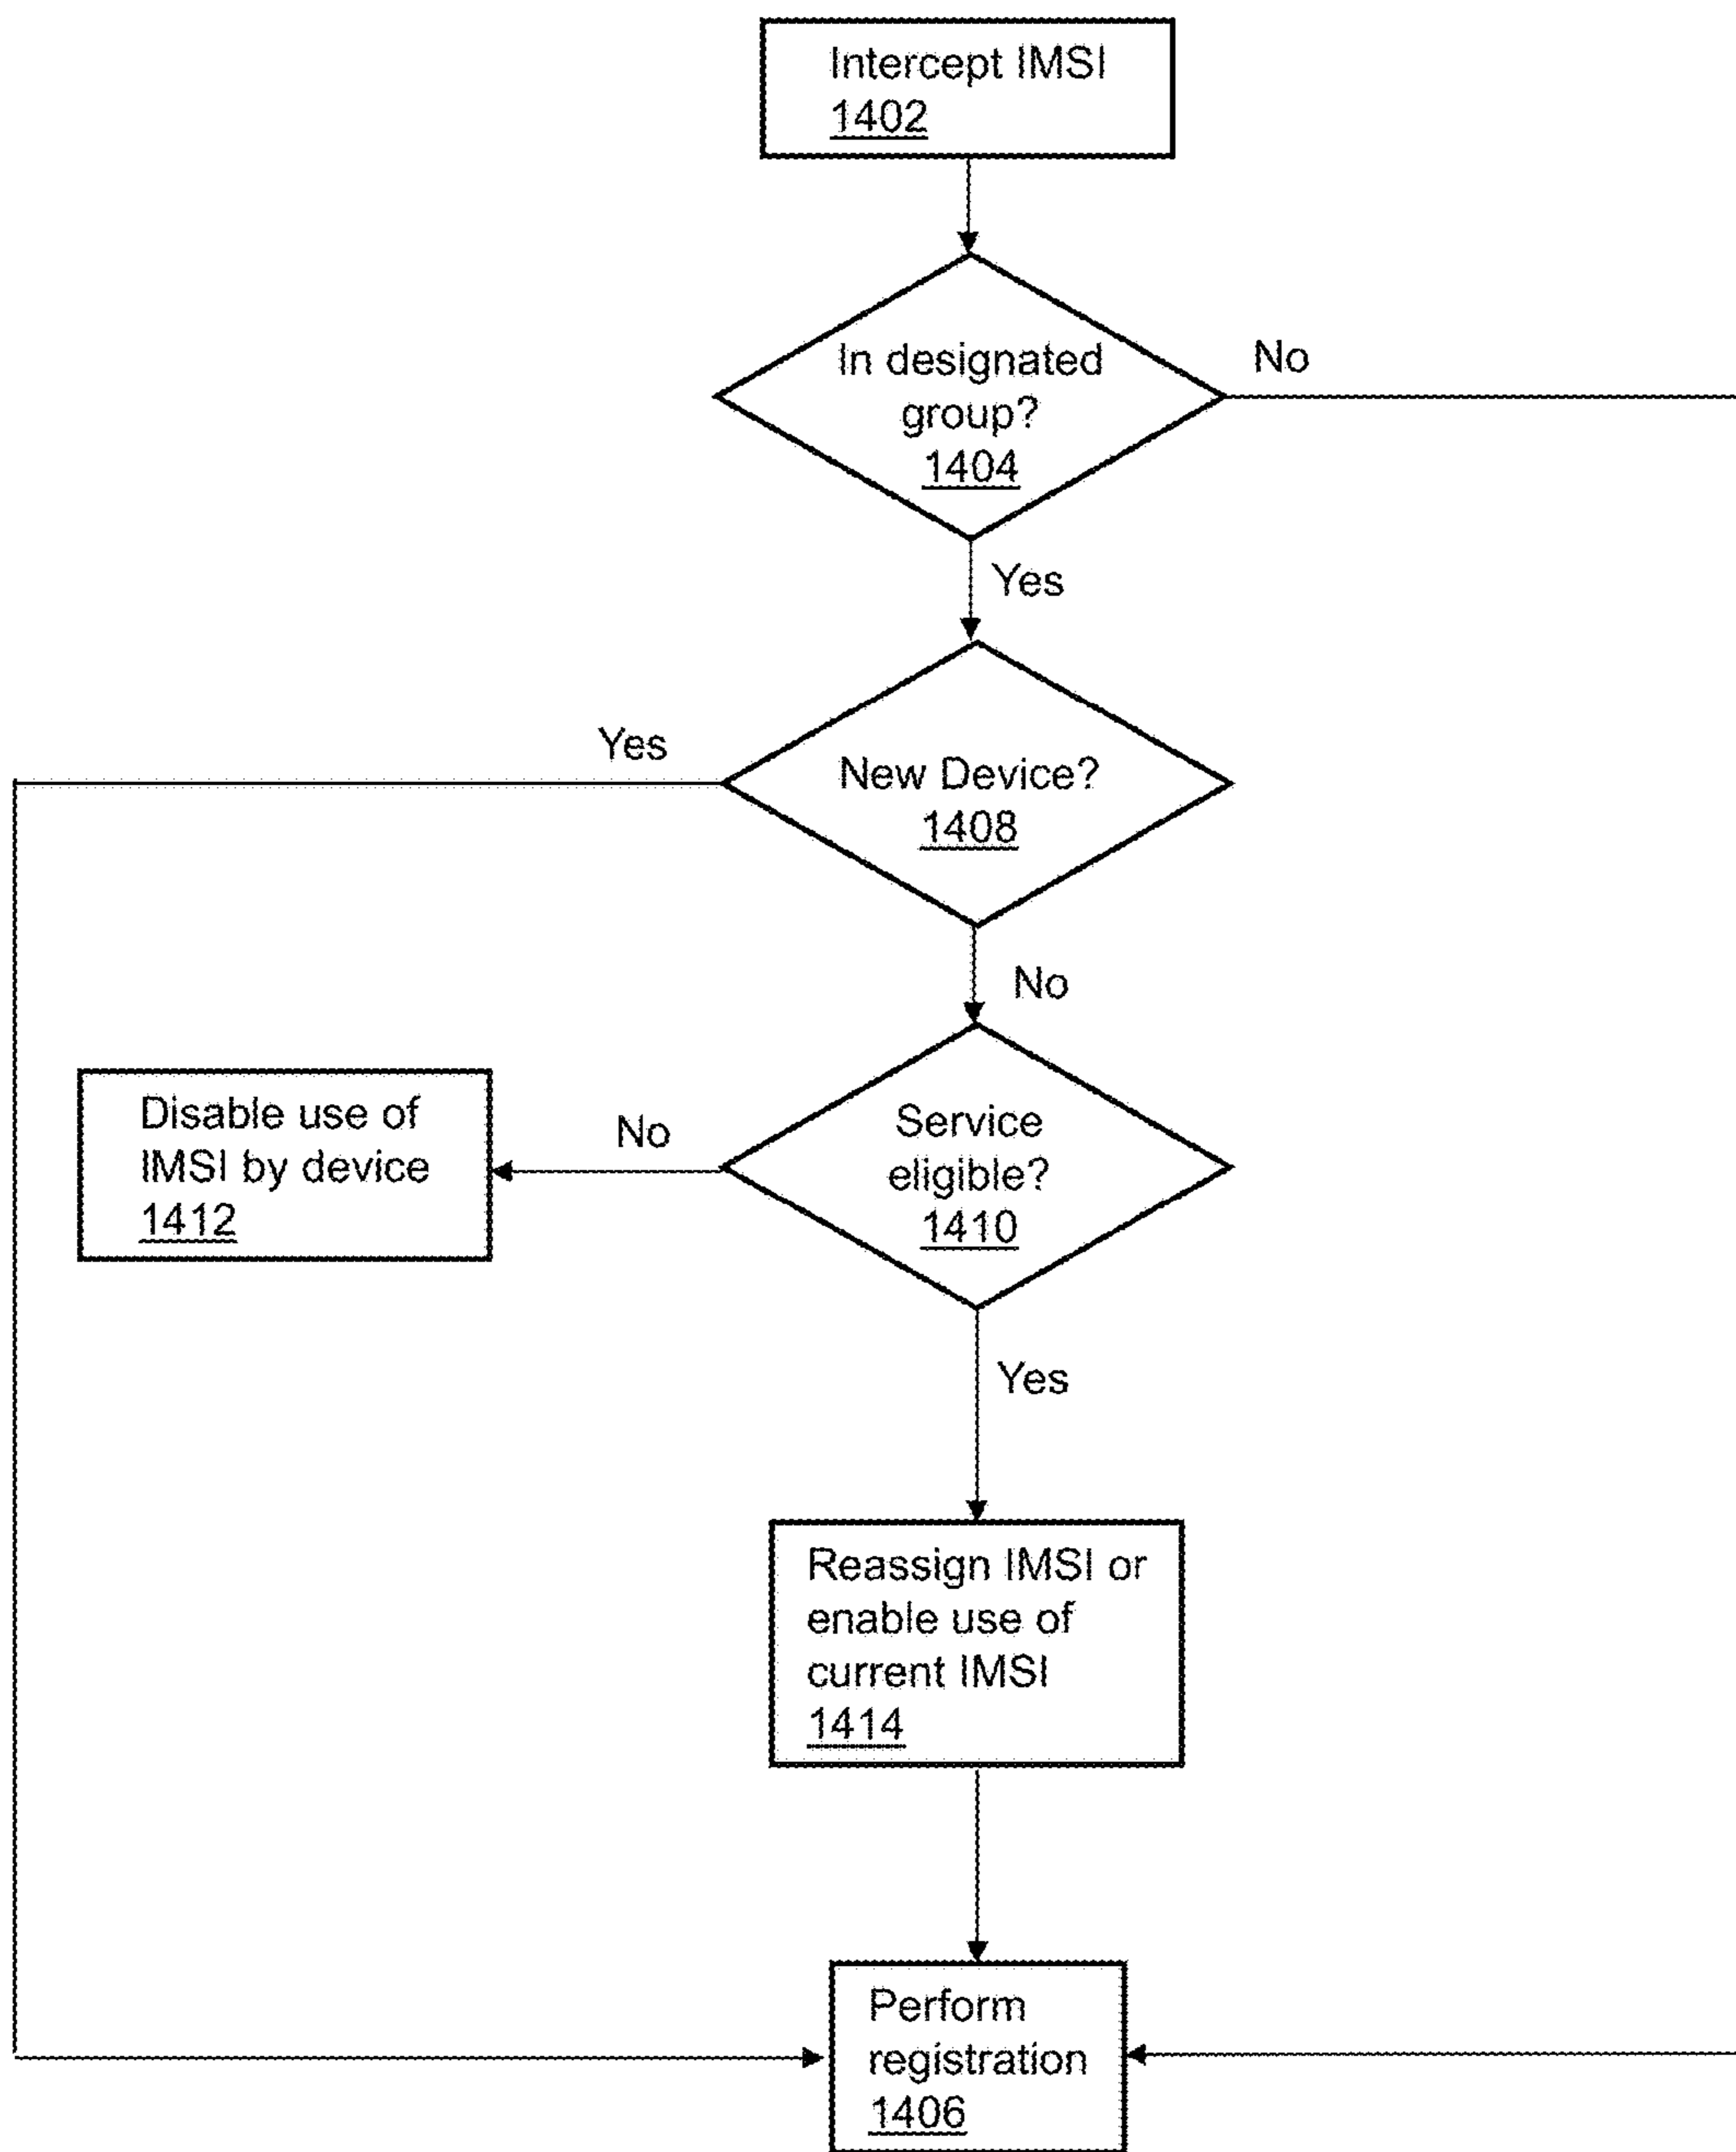 Intercept IMSI
1402
In designated
group?
1404
No
Yes
Yes
New Device?
1408
No
Disable use of
IMSI by device
1412
No
Service
eligible?
1410
Yes
Reassign IMSI or
enable use of
current IMSI
1414
Perform
registration
1406